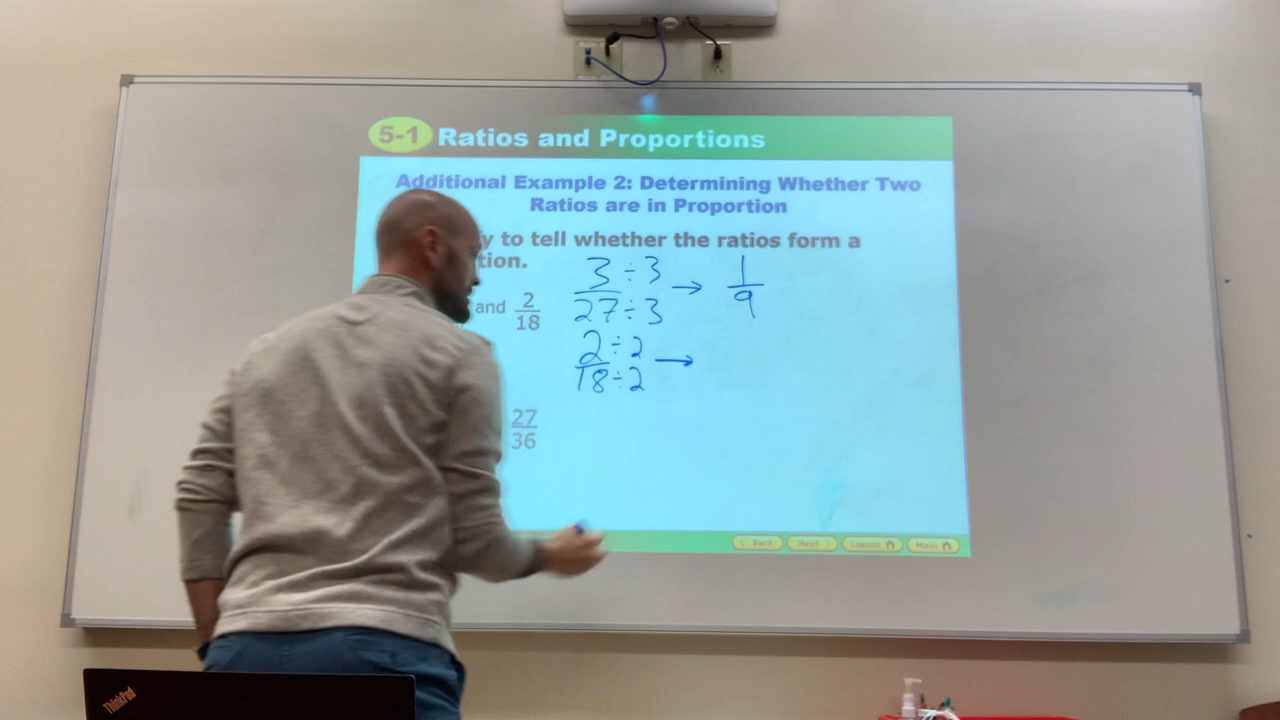 5-1 Ratios and Proportions
Additional Example 2: Determining Whether Two
Ratios are in Proportion
to tell whether the ratios form a
3 ÷ 3
27 ÷ 3
→
1
9
and
2
18
2 ÷ 2
18 ÷ 2
→
27
36
Back Next Lesson Main
ThinkPad